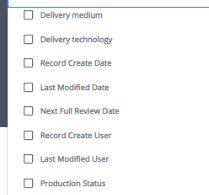 Delivery medium
Delivery technology
Record Create Date
Last Modified Date
Next Full Review Date
Record Create User
Last Modified User
Production Status